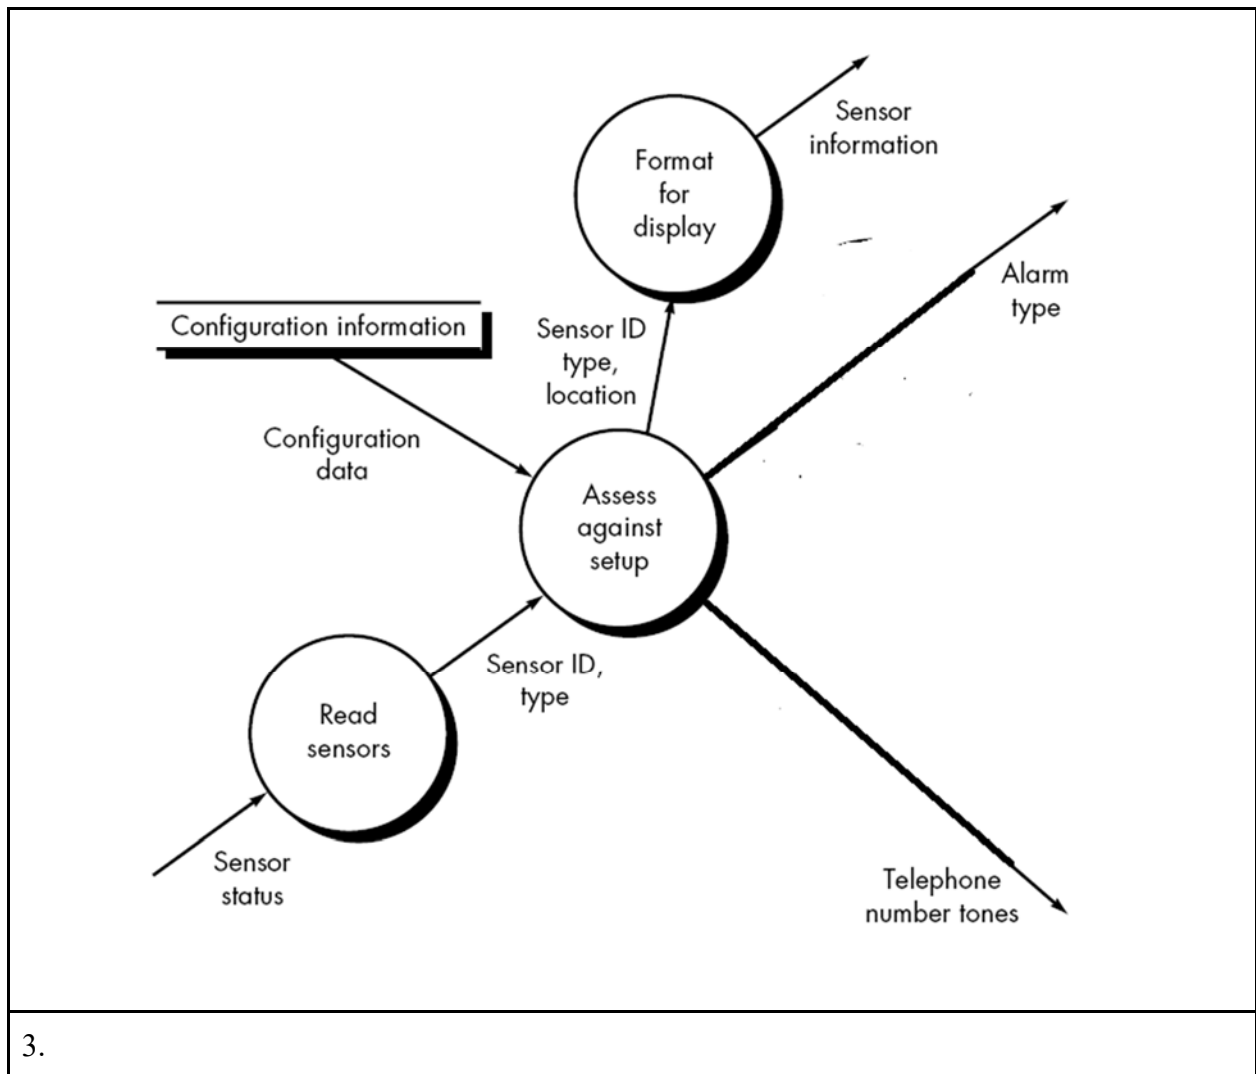 Sensor
information
Format
for
display
Alarm
type
Configuration information
Sensor ID
type,
location
Configuration
data
Assess
against
setup
Sensor ID,
type
Read
sensors
Sensor
status
Telephone
number tones
3.